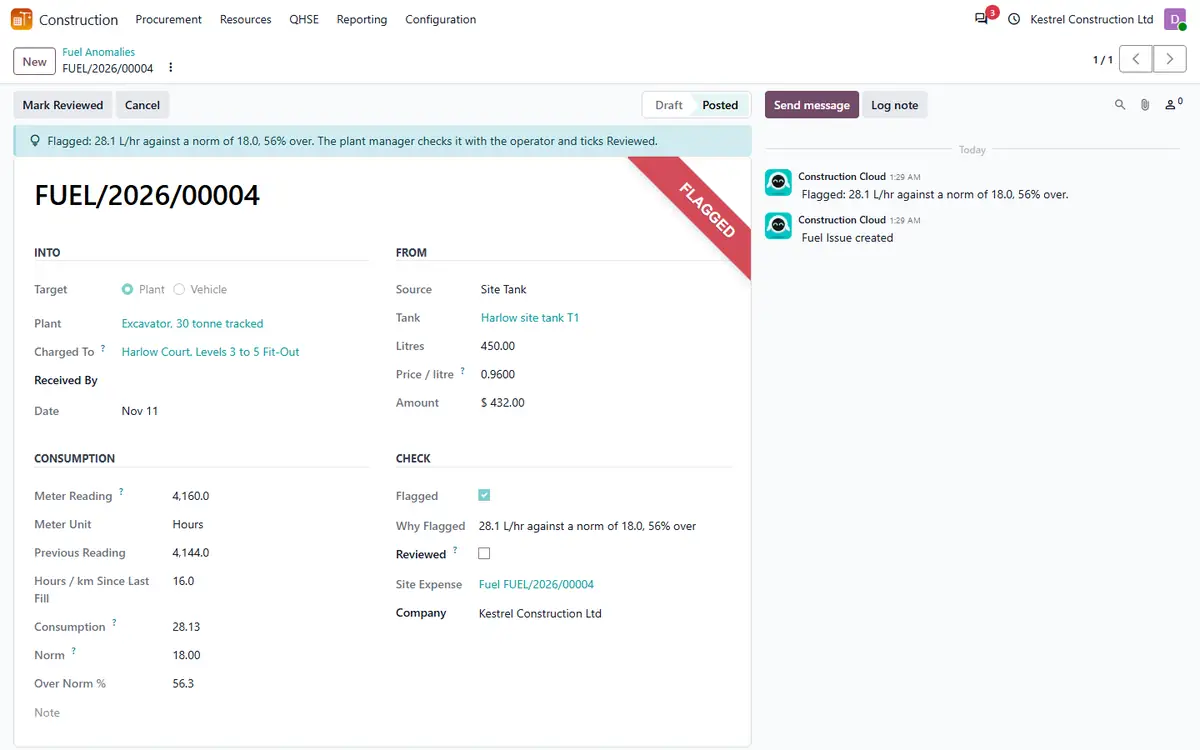 Construction Procurement Resources QHSE Reporting Configuration 3 Kestrel Construction Ltd D
New Fuel Anomalies
FUEL/2026/00004
1 / 1
Mark Reviewed Cancel Draft Posted Send message Log note 0
Flagged: 28.1 L/hr against a norm of 18.0, 56% over. The plant manager checks it with the operator and ticks Reviewed.
FUEL/2026/00004
FLAGGED
INTO
Target Plant Vehicle
Plant Excavator, 30 tonne tracked
Charged To ? Harlow Court, Levels 3 to 5 Fit-Out
Received By
Date Nov 11
FROM
Source Site Tank
Tank Harlow site tank T1
Litres 450.00
Price / litre ? 0.9600
Amount $ 432.00
CONSUMPTION
Meter Reading ? 4,160.0
Meter Unit Hours
Previous Reading 4,144.0
Hours / km Since Last 16.0
Fill
Consumption ? 28.13
Norm ? 18.00
Over Norm % 56.3
Note
CHECK
Flagged
Why Flagged 28.1 L/hr against a norm of 18.0, 56% over
Reviewed ?
Site Expense Fuel FUEL/2026/00004
Company Kestrel Construction Ltd
Today
Construction Cloud 1:29 AM
Flagged: 28.1 L/hr against a norm of 18.0, 56% over.
Construction Cloud 1:29 AM
Fuel Issue created